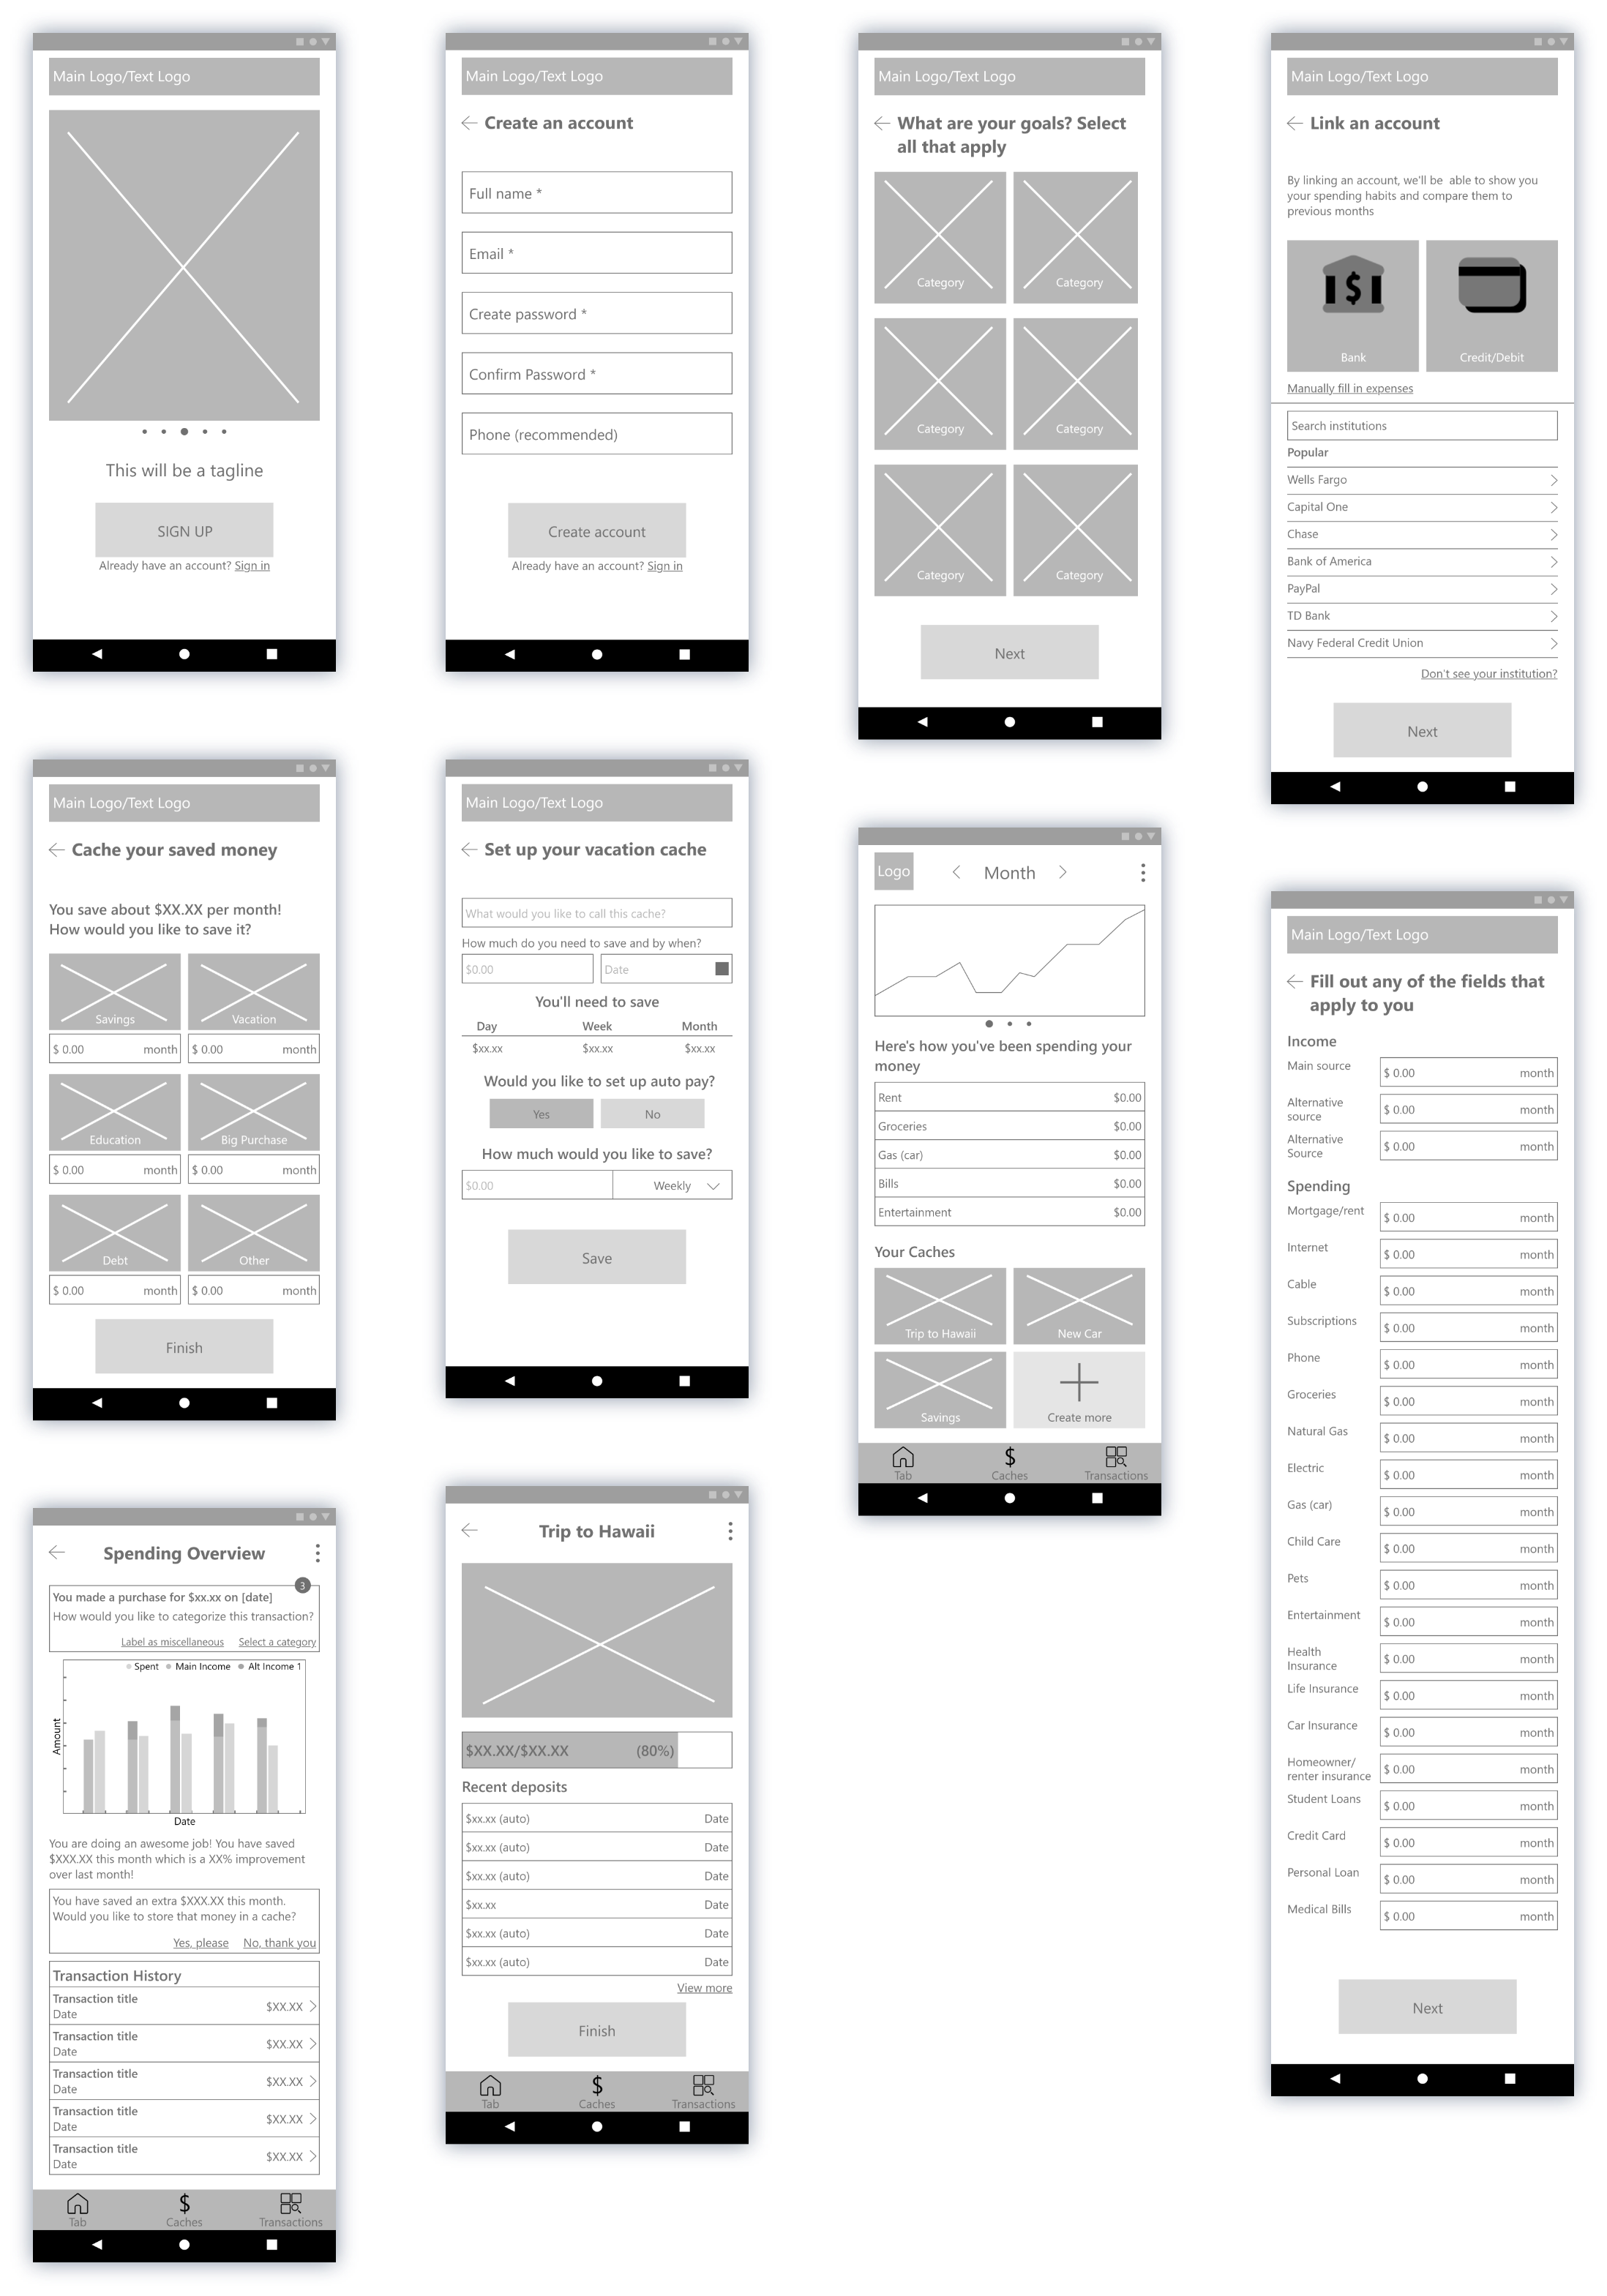 Main Logo/Text Logo
This will be a tagline
SIGN UP
Already have an account? Sign in
Main Logo/Text Logo
Create an account
Full name *
Email *
Create password *
Confirm Password *
Phone (recommended)
Create account
Already have an account? Sign in
Main Logo/Text Logo
What are your goals? Select
all that apply
Category
Category
Category
Category
Category
Category
Next
Main Logo/Text Logo
Link an account
By linking an account, we'll be able to show you
your spending habits and compare them to
previous months
Bank
Credit/Debit
Manually fill in expenses
Search institutions
Popular
Wells Fargo
Capital One
Chase
Bank of America
PayPal
TD Bank
Navy Federal Credit Union
Don't see your institution?
Next
Main Logo/Text Logo
Cache your saved money
You save about $XX.XX per month!
How would you like to save it?
Savings
Vacation
$ 0.00 month
$ 0.00 month
Education
Big Purchase
$ 0.00 month
$ 0.00 month
Debt
Other
$ 0.00 month
$ 0.00 month
Finish
Main Logo/Text Logo
Set up your vacation cache
What would you like to call this cache?
How much do you need to save and by when?
$0.00
Date
You'll need to save
Day Week Month
$xx.xx $xx.xx $xx.xx
Would you like to set up auto pay?
Yes
No
How much would you like to save?
$0.00
Weekly
Save
Logo
Month
Here's how you've been spending your
money
Rent $0.00
Groceries $0.00
Gas (car) $0.00
Bills $0.00
Entertainment $0.00
Your Caches
Trip to Hawaii
New Car
Savings
Create more
Tab
$
Caches
Transactions
Main Logo/Text Logo
Fill out any of the fields that
apply to you
Income
Main source
$ 0.00 month
Alternative
source
$ 0.00 month
Alternative
Source
$ 0.00 month
Spending
Mortgage/rent
$ 0.00 month
Internet
$ 0.00 month
Cable
$ 0.00 month
Subscriptions
$ 0.00 month
Phone
$ 0.00 month
Groceries
$ 0.00 month
Natural Gas
$ 0.00 month
Electric
$ 0.00 month
Gas (car)
$ 0.00 month
Child Care
$ 0.00 month
Pets
$ 0.00 month
Entertainment
$ 0.00 month
Health
Insurance
$ 0.00 month
Life Insurance
$ 0.00 month
Car Insurance
$ 0.00 month
Homeowner/
renter insurance
$ 0.00 month
Student Loans
$ 0.00 month
Credit Card
$ 0.00 month
Personal Loan
$ 0.00 month
Medical Bills
$ 0.00 month
Next
Spending Overview
3
You made a purchase for $xx.xx on [date]
How would you like to categorize this transaction?
Label as miscellaneous Select a category
Spent Main Income Alt Income 1
Amount
Date
You are doing an awesome job! You have saved
$XXX.XX this month which is a XX% improvement
over last month!
You have saved an extra $XXX.XX this month.
Would you like to store that money in a cache?
Yes, please No, thank you
Transaction History
Transaction title
Date
$XX.XX
Transaction title
Date
$XX.XX
Transaction title
Date
$XX.XX
Transaction title
Date
$XX.XX
Transaction title
Date
$XX.XX
Tab
$
Caches
Transactions
Trip to Hawaii
$XX.XX/$XX.XX (80%)
Recent deposits
$xx.xx (auto) Date
$xx.xx (auto) Date
$xx.xx (auto) Date
$xx.xx Date
$xx.xx (auto) Date
$xx.xx (auto) Date
View more
Finish
Tab
$
Caches
Transactions